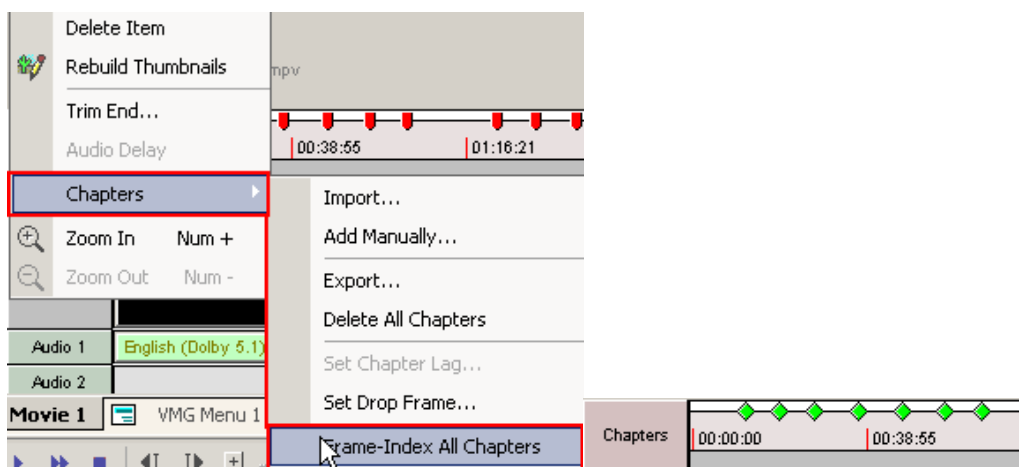 Delete Item
Rebuild Thumbnails
mpv
Trim End...
00:38:55 01:16:21
Audio Delay
Chapters
Import...
Zoom In Num +
Add Manually...
Zoom Out Num -
Export...
Delete All Chapters
Audio 1 English (Dolby 5.1)
Set Chapter Lag...
Audio 2
Set Drop Frame...
Movie 1 VMG Menu 1
Frame-Index All Chapters
Chapters 00:00:00 00:38:55